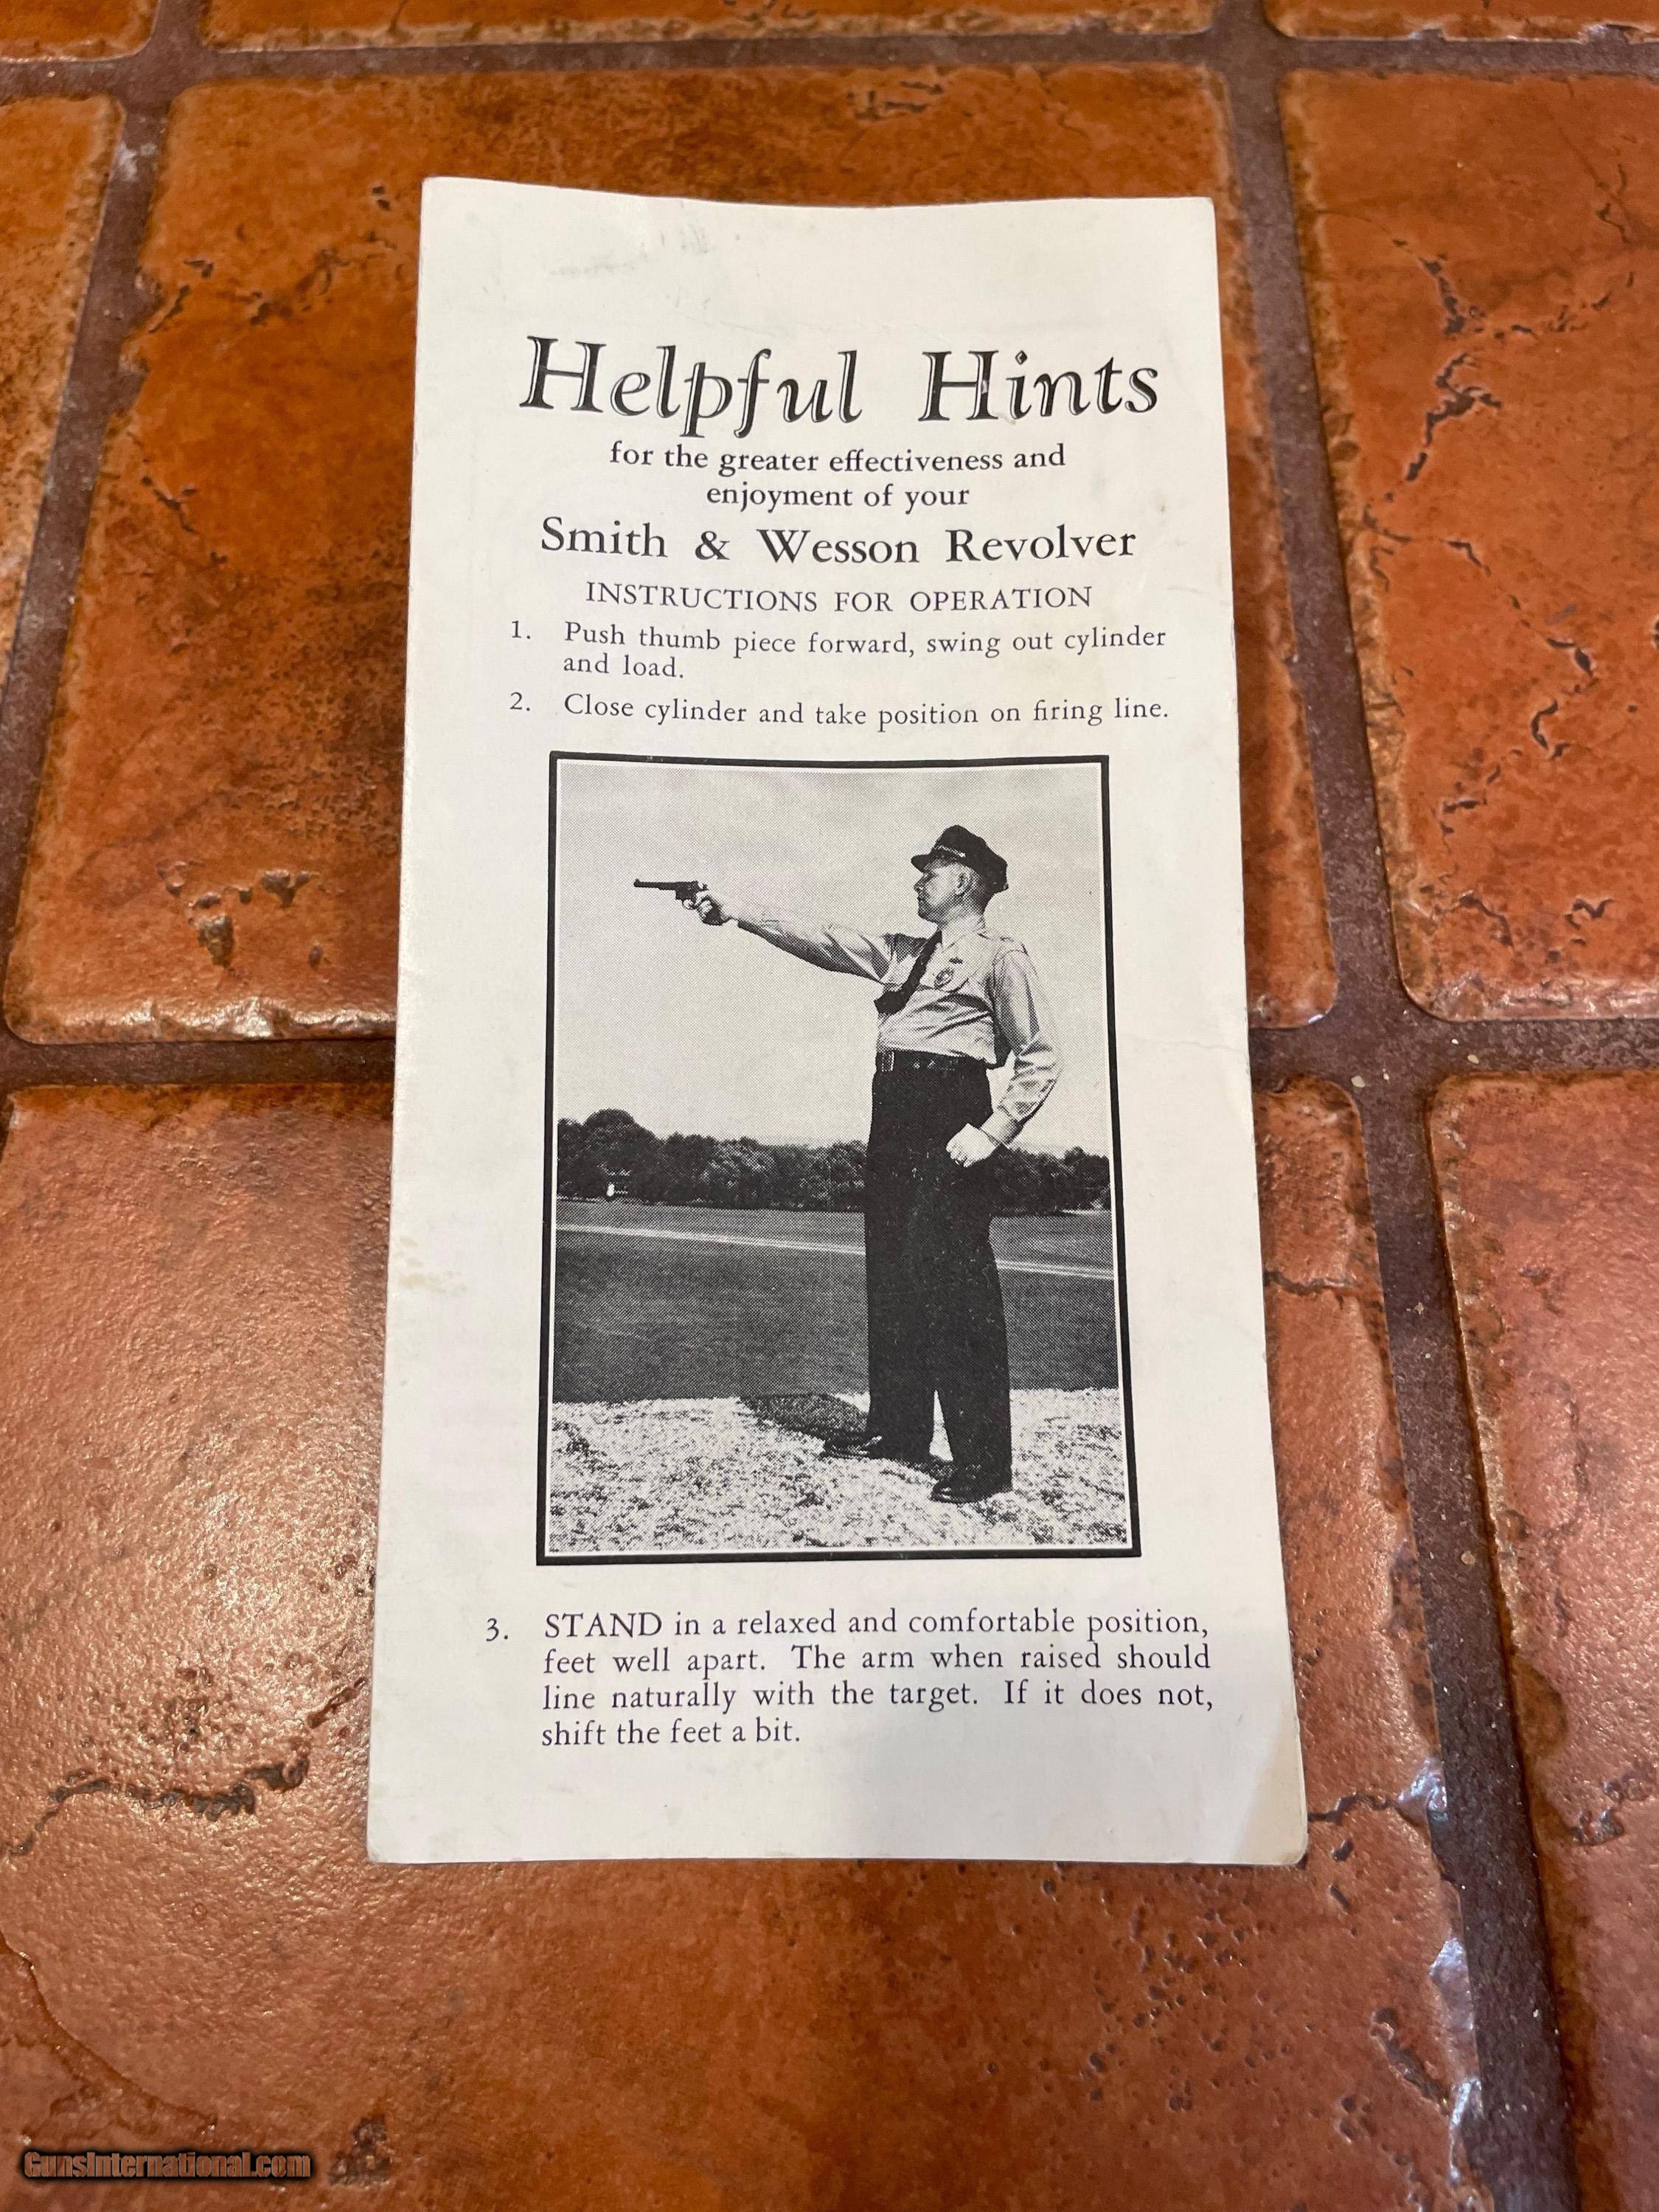 Helpful Hints
for the greater effectiveness and
enjoyment of your
Smith & Wesson Revolver
INSTRUCTIONS FOR OPERATION
1. Push thumb piece forward, swing out cylinder
and load.
2. Close cylinder and take position on firing line.
3. STAND in a relaxed and comfortable position,
feet well apart. The arm when raised should
line naturally with the target. If it does not,
shift the feet a bit.
GunsInternational.com